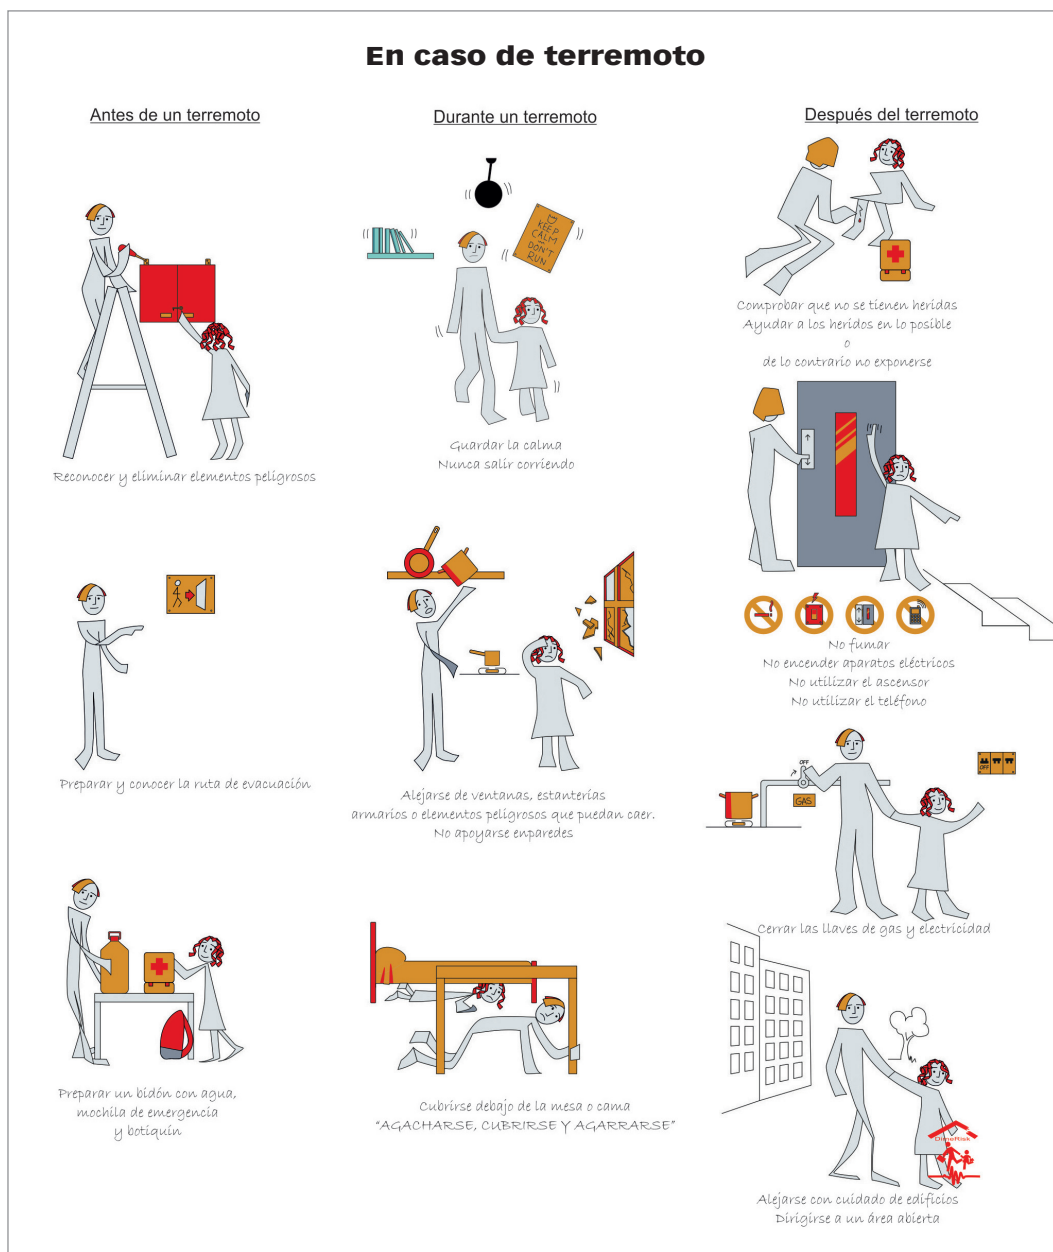 En caso de terremoto
Antes de un terremoto
Reconocer y eliminar elementos peligrosos
Preparar y conocer la ruta de evacuación
Preparar un bidón con agua,
mochila de emergencia
y botiquín
Durante un terremoto
KEEP
CALM
DON'T
RUN
Guardar la calma
Nunca salir corriendo
Alejarse de ventanas, estanterías
armarios o elementos peligrosos que puedan caer.
No apoyarse enparedes
Cubrirse debajo de la mesa o cama
"AGACHARSE, CUBRIRSE Y AGARRARSE"
Después del terremoto
Comprobar que no se tienen heridas
Ayudar a los heridos en lo posible
o
de lo contrario no exponerse
No fumar
No encender aparatos eléctricos
No utilizar el ascensor
No utilizar el teléfono
OFF
GAS
OFF
Cerrar las llaves de gas y electricidad
DimeRisk
Alejarse con cuidado de edificios
Dirigirse a un área abierta